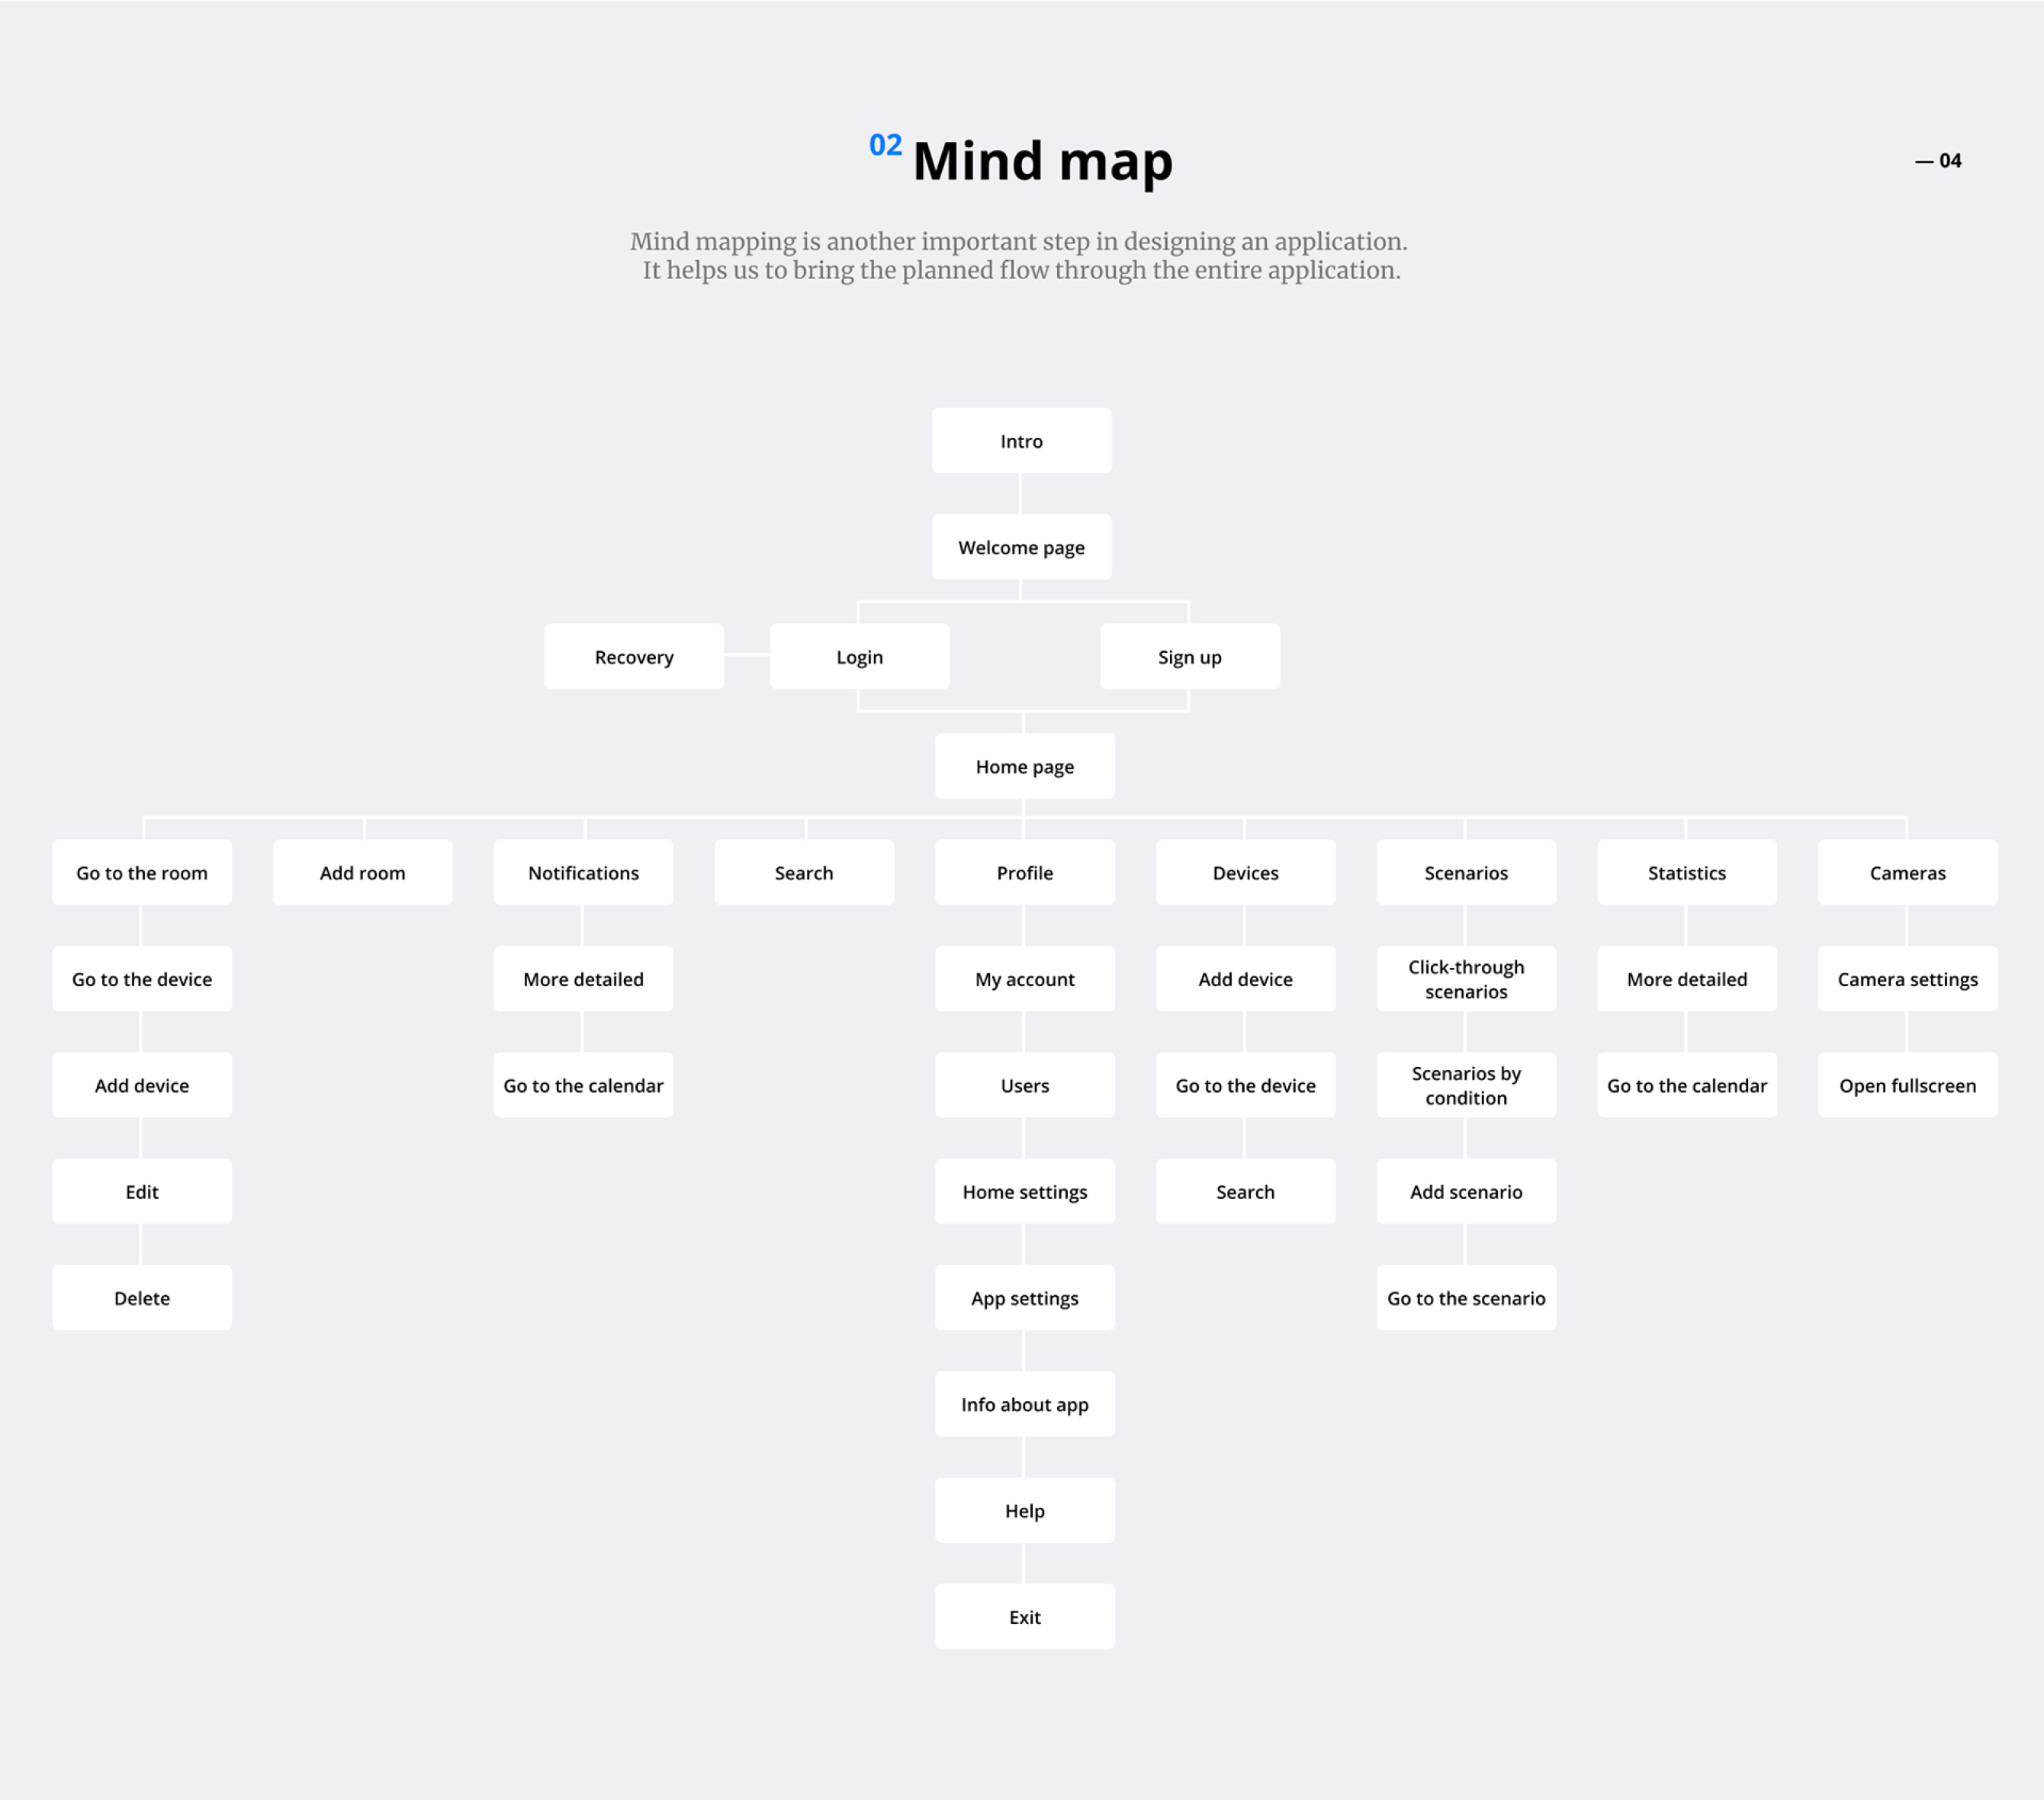 02 Mind map
— 04
Mind mapping is another important step in designing an application.
It helps us to bring the planned flow through the entire application.
Intro
Welcome page
Recovery
Login
Sign up
Home page
Go to the room
Add room
Notifications
Search
Profile
Devices
Scenarios
Statistics
Cameras
Go to the device
More detailed
My account
Add device
Click-through
scenarios
More detailed
Camera settings
Add device
Go to the calendar
Users
Go to the device
Scenarios by
condition
Go to the calendar
Open fullscreen
Edit
Home settings
Search
Add scenario
Delete
App settings
Go to the scenario
Info about app
Help
Exit